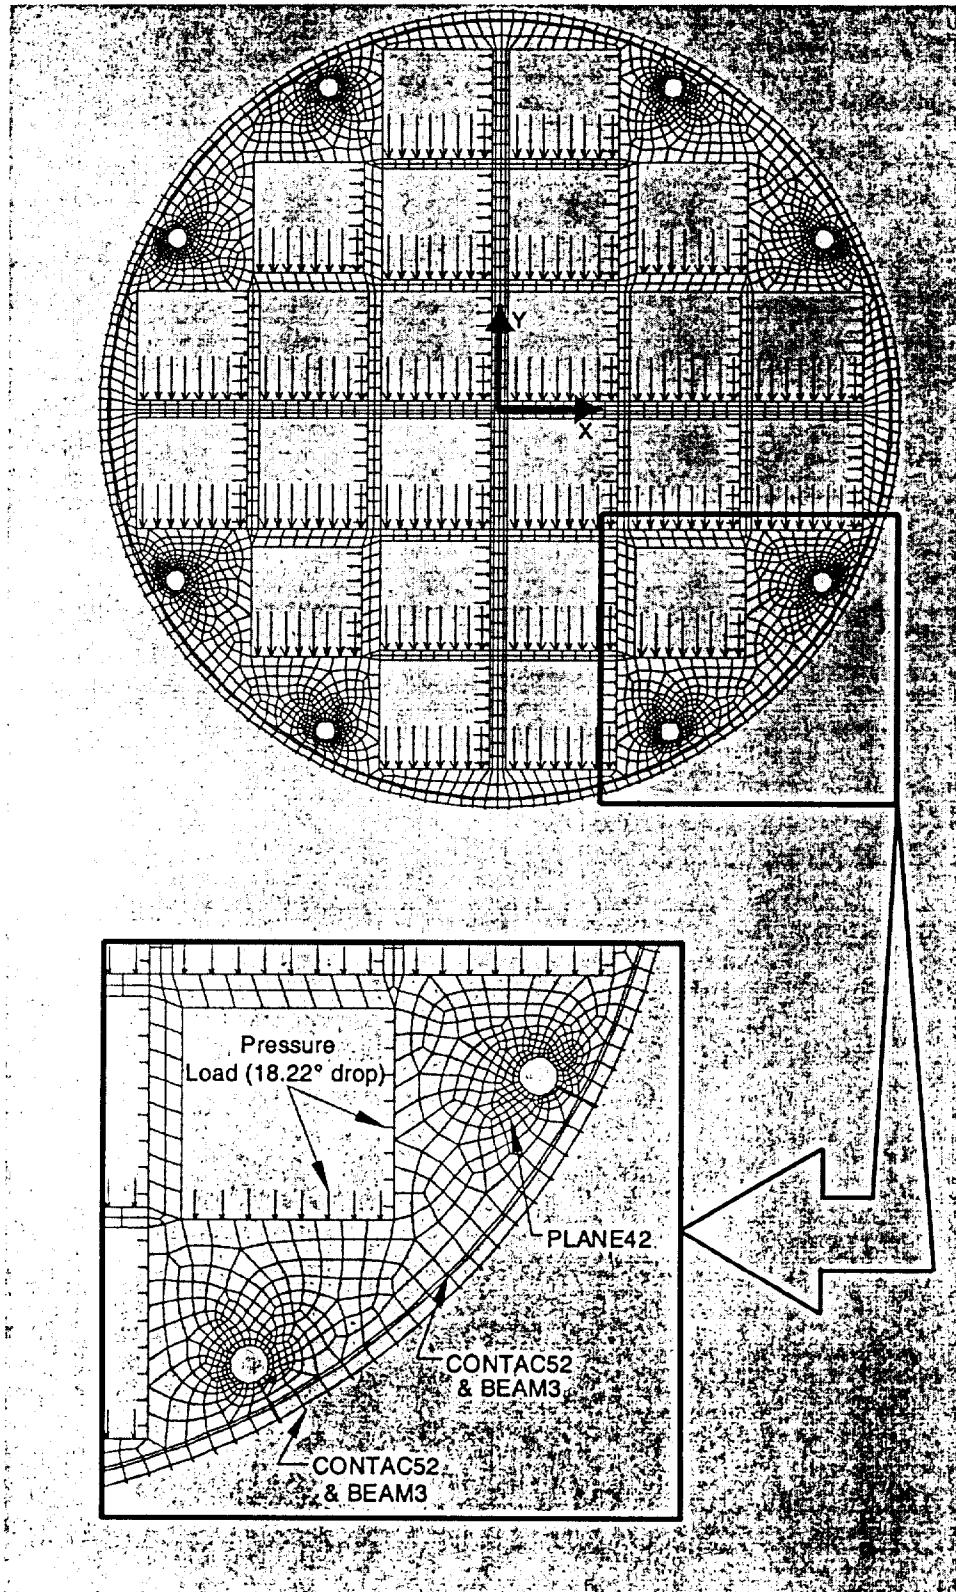 Y
X
Pressure
Load (18.22° drop)
PLANE42
CONTAC52
& BEAM3
CONTAC52
& BEAM3